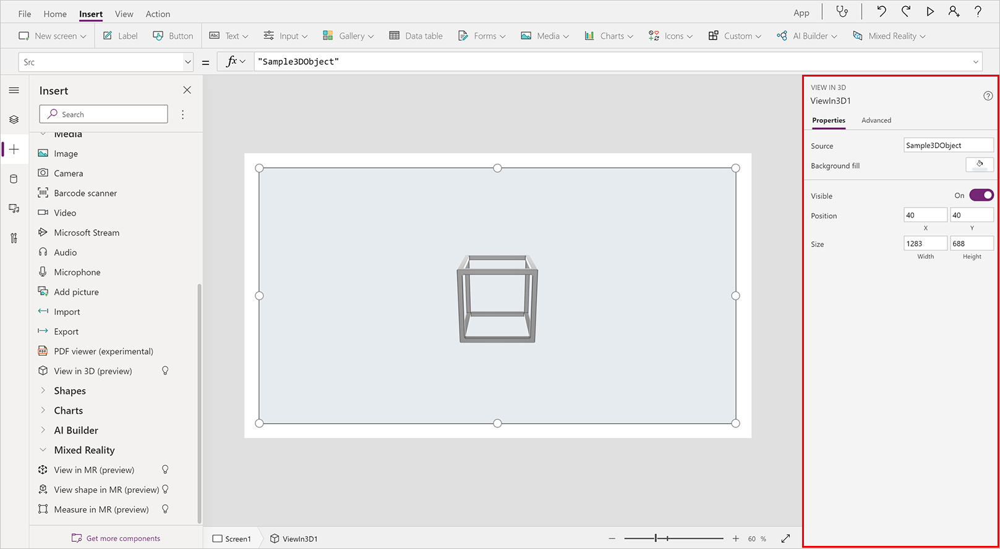 File Home Insert View Action App
New screen Label Button Abc Text Input Gallery Data table Forms Media Charts Icons Custom AI Builder Mixed Reality
Src = fx "Sample3DObject"
Insert
Search
Media
Image
Camera
Barcode scanner
Video
Microsoft Stream
Audio
Microphone
Add picture
Import
Export
PDF PDF viewer (experimental)
View in 3D (preview)
Shapes
Charts
AI Builder
Mixed Reality
View in MR (preview)
View shape in MR (preview)
Measure in MR (preview)
Get more components
Screen1 ViewIn3D1 60 %
VIEW IN 3D
ViewIn3D1
Properties Advanced
Source Sample3DObject
Background fill
Visible On
Position 40 40
X Y
Size 1283 688
Width Height